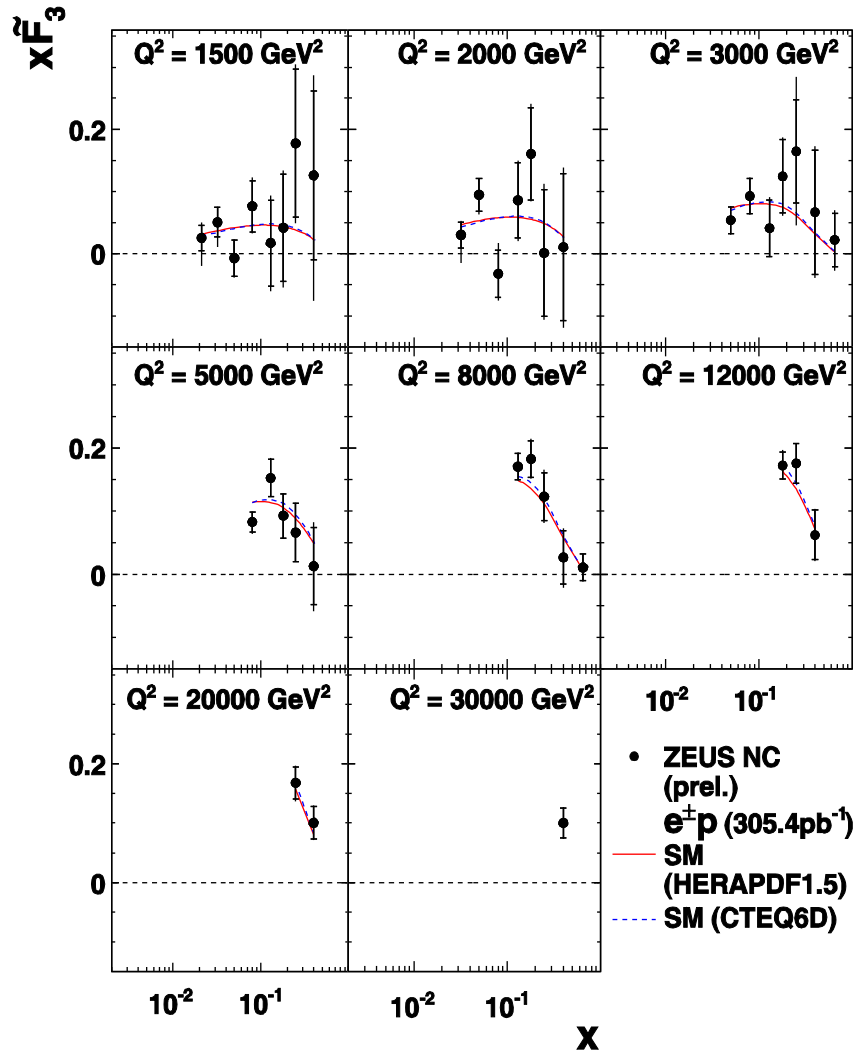 xF̃₃
Q² = 1500 GeV²
Q² = 2000 GeV²
Q² = 3000 GeV²
0.2
0
Q² = 5000 GeV²
Q² = 8000 GeV²
Q² = 12000 GeV²
0.2
0
Q² = 20000 GeV²
Q² = 30000 GeV²
10⁻² 10⁻¹
0.2
0
ZEUS NC
(prel.)
e±p (305.4pb⁻¹)
SM
(HERAPDF1.5)
SM (CTEQ6D)
10⁻² 10⁻¹
10⁻² 10⁻¹
x